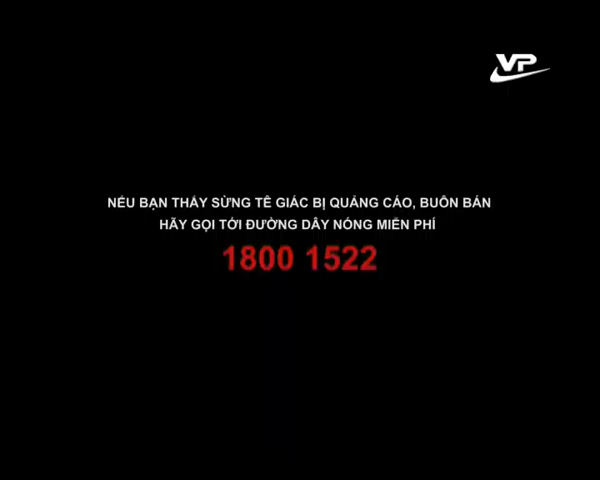 VP
NẾU BẠN THẤY SỪNG TÊ GIÁC BỊ QUẢNG CÁO, BUÔN BÁN
HÃY GỌI TỚI ĐƯỜNG DÂY NÓNG MIỄN PHÍ
1800 1522